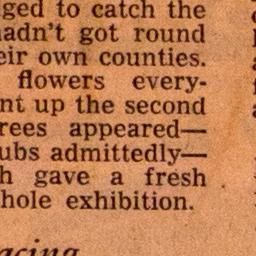 ged to catch the
adn't got round
eir own counties.
flowers every-
nt up the second
rees appeared—
ubs admittedly—
h gave a fresh
hole exhibition.
acing